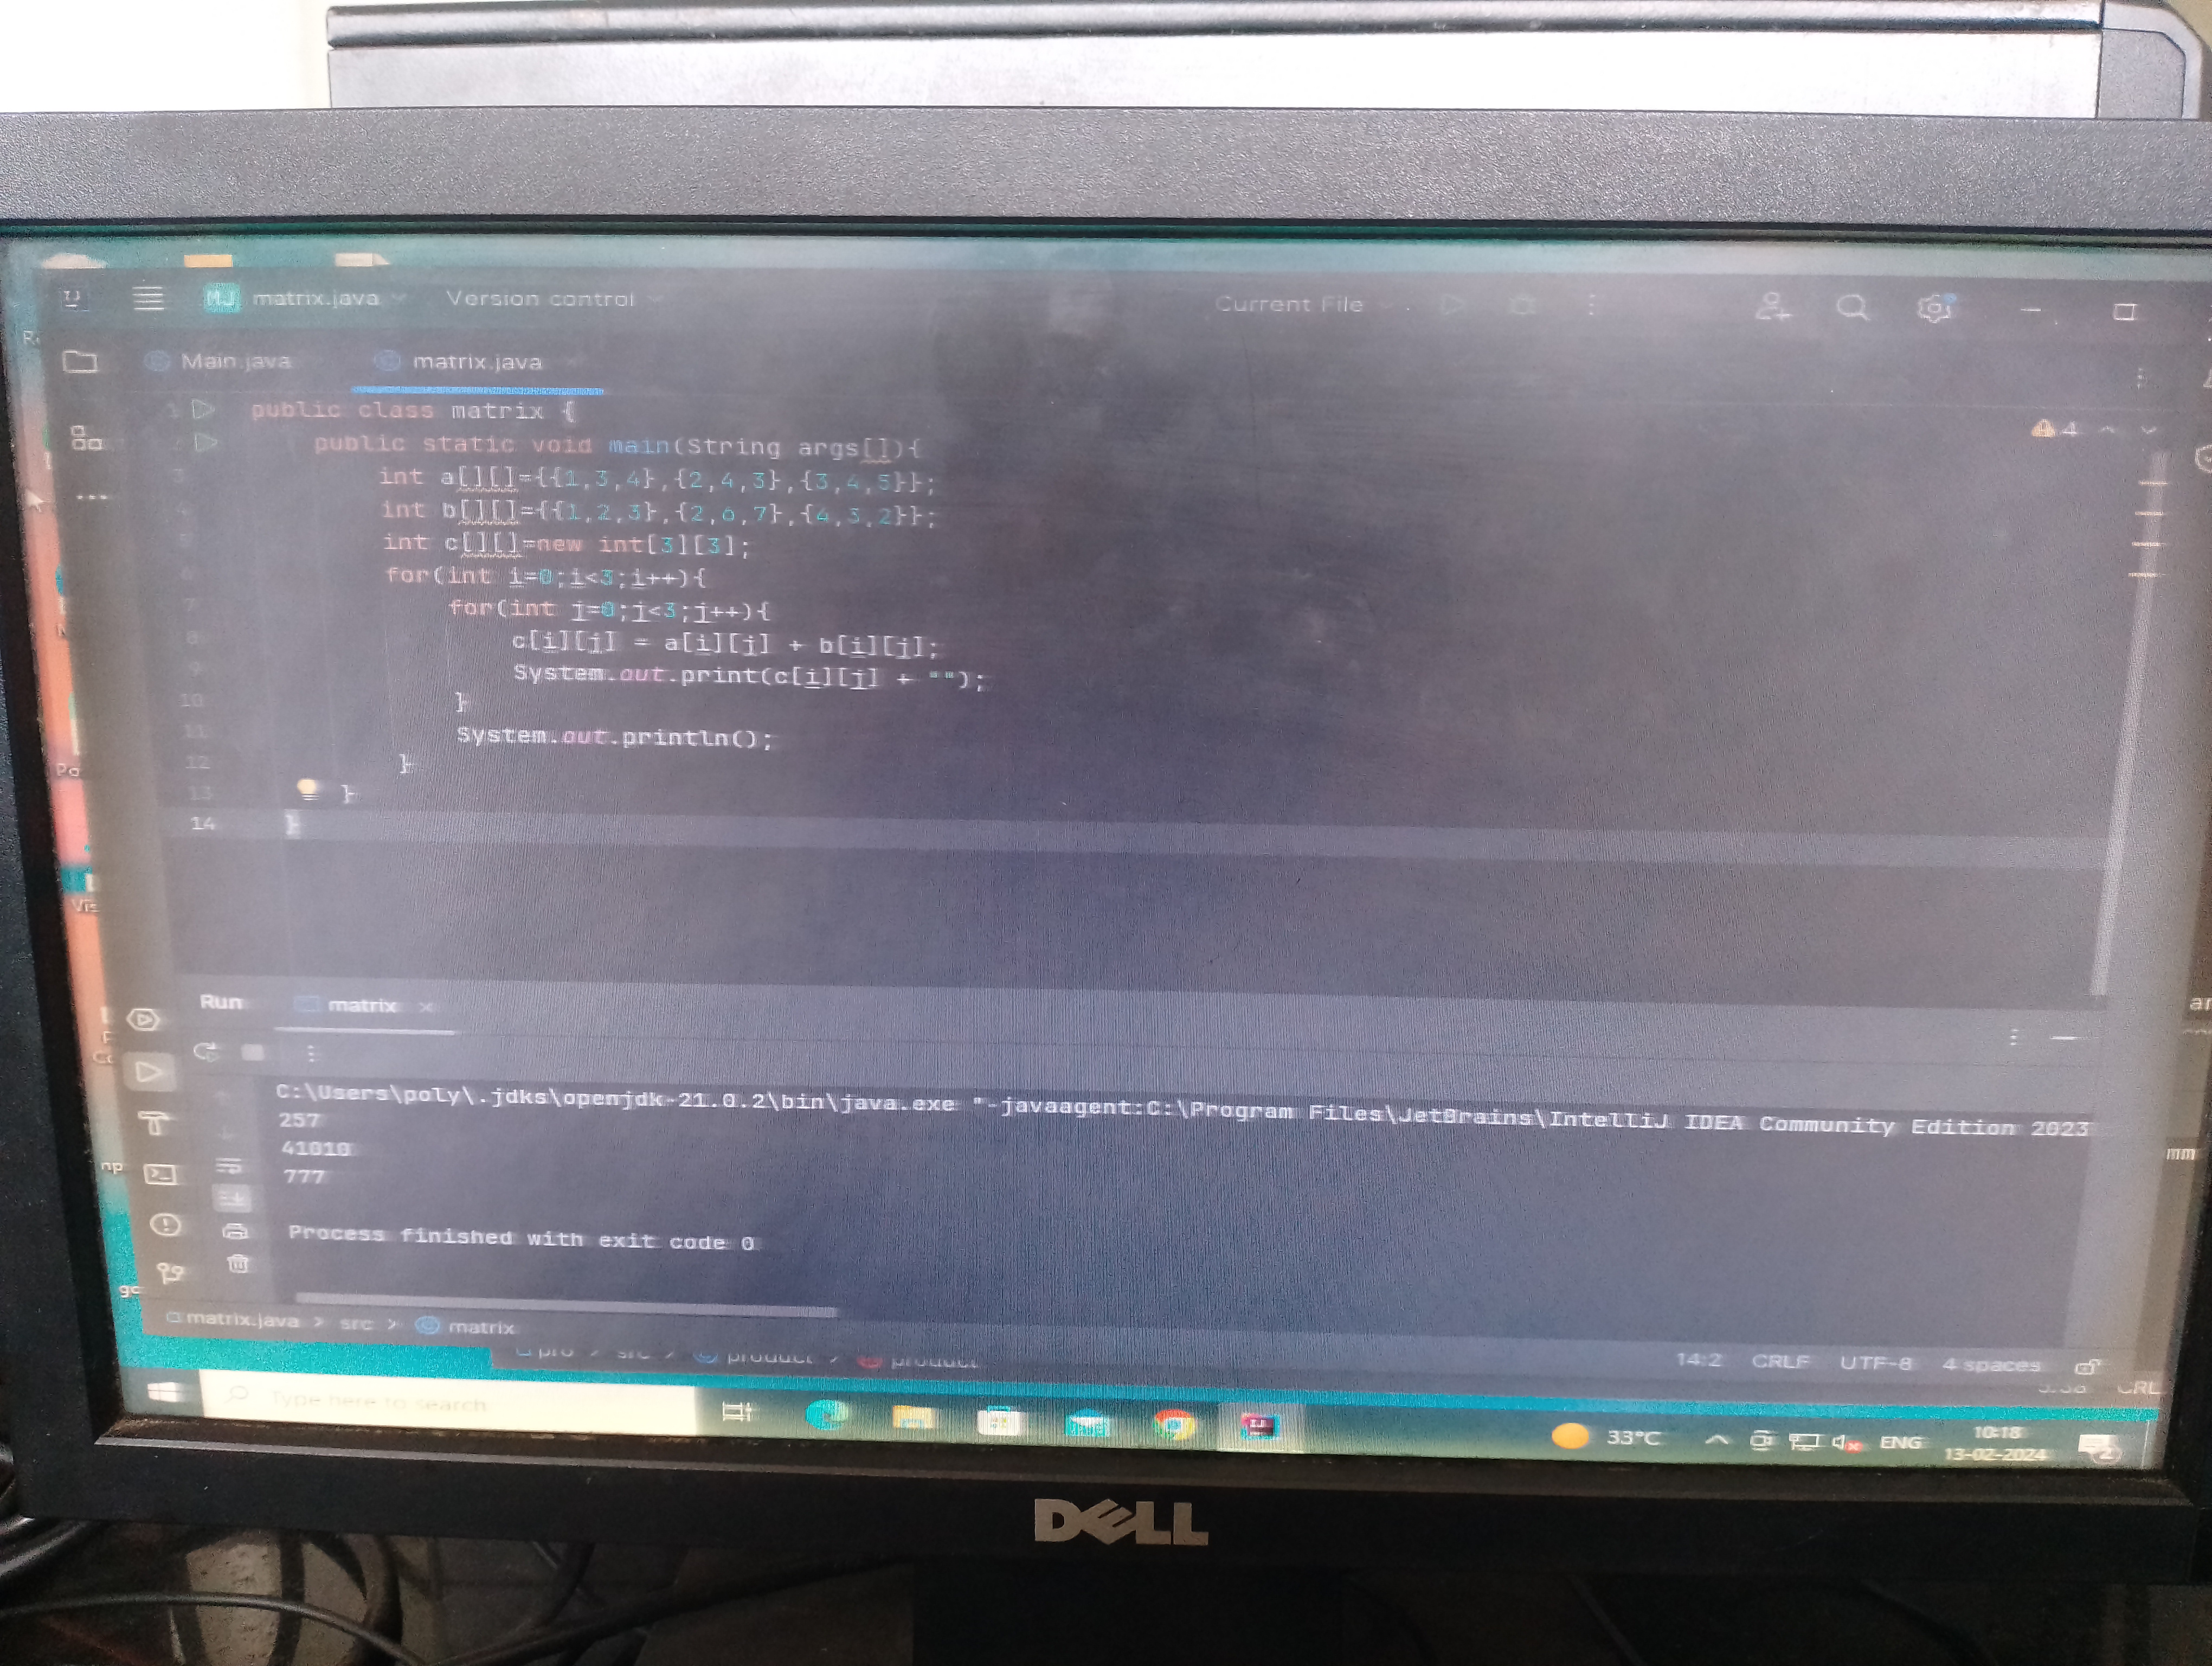 matrix.java Version control Current File
Main.java matrix.java
1 public class matrix {
4
2 public static void main(String args[]){
3 int a[][]={{1,3,4},{2,4,3},{3,4,5}};
4 int b[][]={{1,2,3},{2,6,7},{4,3,2}};
5 int c[][]=new int[3][3];
6 for(int i=0;i<3;i++){
7 for(int j=0;j<3;j++){
8 c[i][j] = a[i][j] + b[i][j];
9 System.out.print(c[i][j] + "");
10 }
11 System.out.println();
12 }
13 }
14 }
Run matrix
C:\Users\poly\.jdks\openjdk-21.0.2\bin\java.exe "-javaagent:C:\Program Files\JetBrains\IntelliJ IDEA Community Edition 2023
257
41010
777
Process finished with exit code 0
matrix.java > src > matrix
pro > src > product > product
14:2 CRLF UTF-8 4 spaces
Type here to search
33°C ENG 10:18
13-02-2024
2
DELL